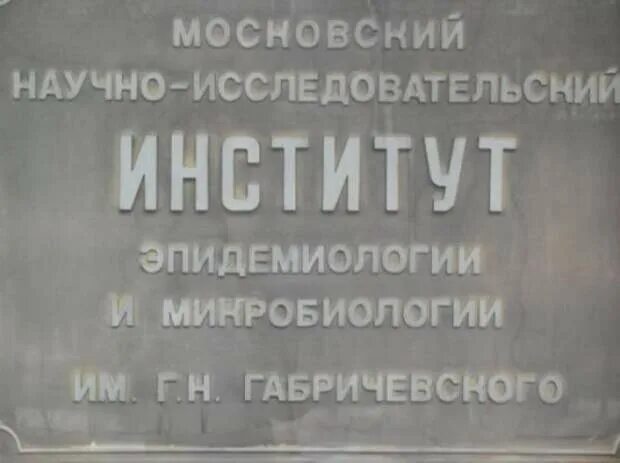 МОСКОВСКИЙ
НАУЧНО-ИССЛЕДОВАТЕЛЬСКИЙ
ИНСТИТУТ
ЭПИДЕМИОЛОГИИ
И МИКРОБИОЛОГИИ
ИМ. Г.Н. ГАБРИЧЕВСКОГО